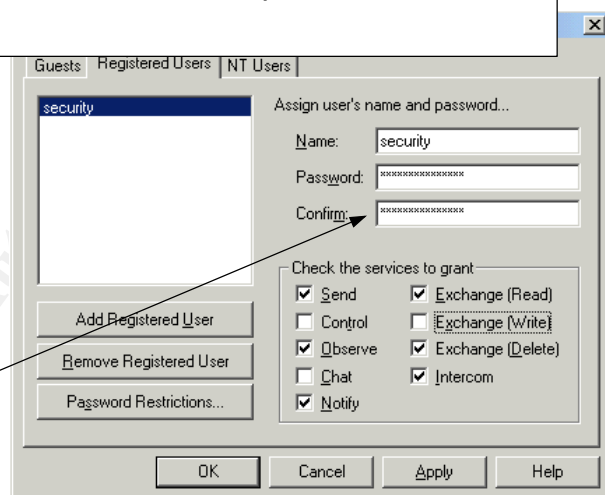 Guests Registered Users NT Users
security
Assign user's name and password...
Name: security
Password: ***************
Confirm: ***************
Check the services to grant
Send Exchange (Read)
Control Exchange (Write)
Observe Exchange (Delete)
Chat Intercom
Notify
Add Registered User
Remove Registered User
Password Restrictions...
OK Cancel Apply Help